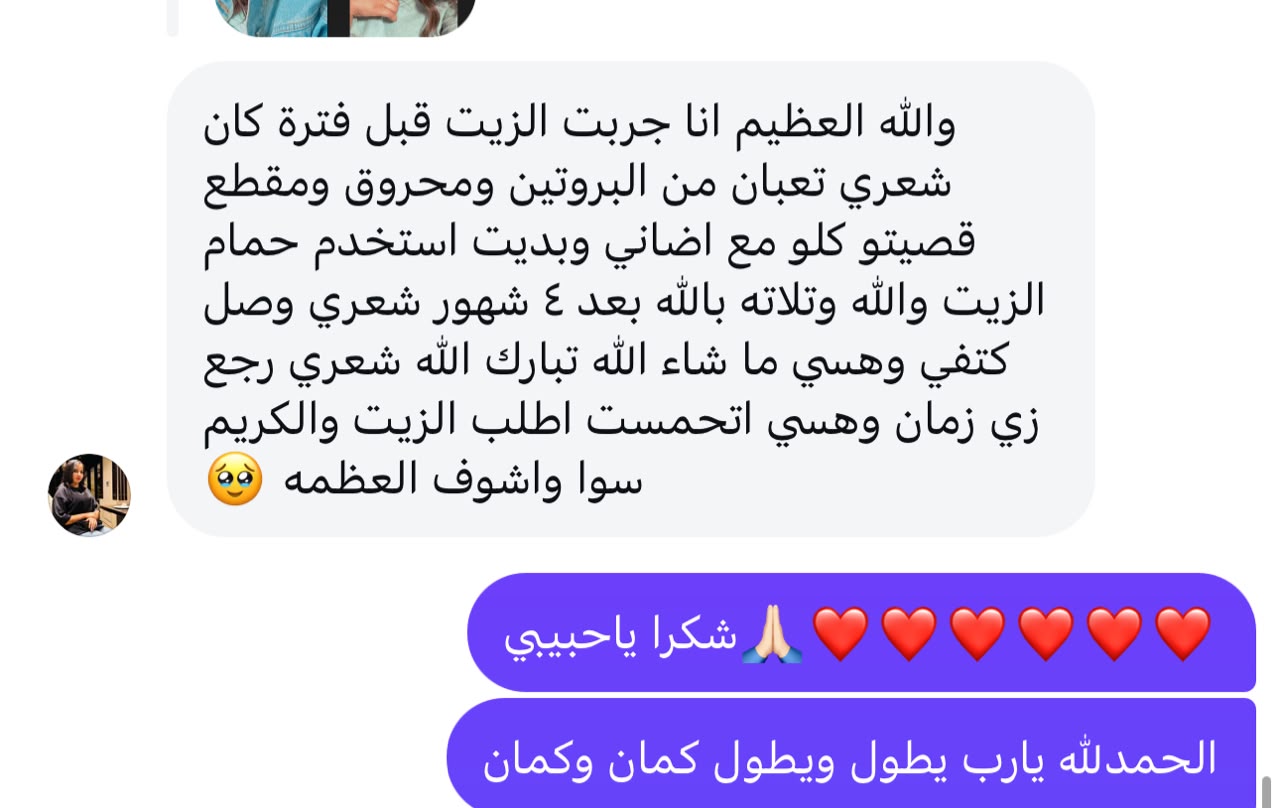 والله العظيم انا جربت الزيت قبل فترة كان
شعري تعبان من البروتين ومحروق ومقطع
قصيتو كلو مع اضاني وبديت استخدم حمام
الزيت والله وتلاته بالله بعد ٤ شهور شعري وصل
كتفي وهسي ما شاء الله تبارك الله شعري رجع
زي زمان وهسي اتحمست اطلب الزيت والكريم
سوا واشوف العظمه 🥹
❤️❤️❤️❤️❤️❤️🙏🏻شكرا ياحبيبي
الحمدلله يارب يطول ويطول كمان وكمان